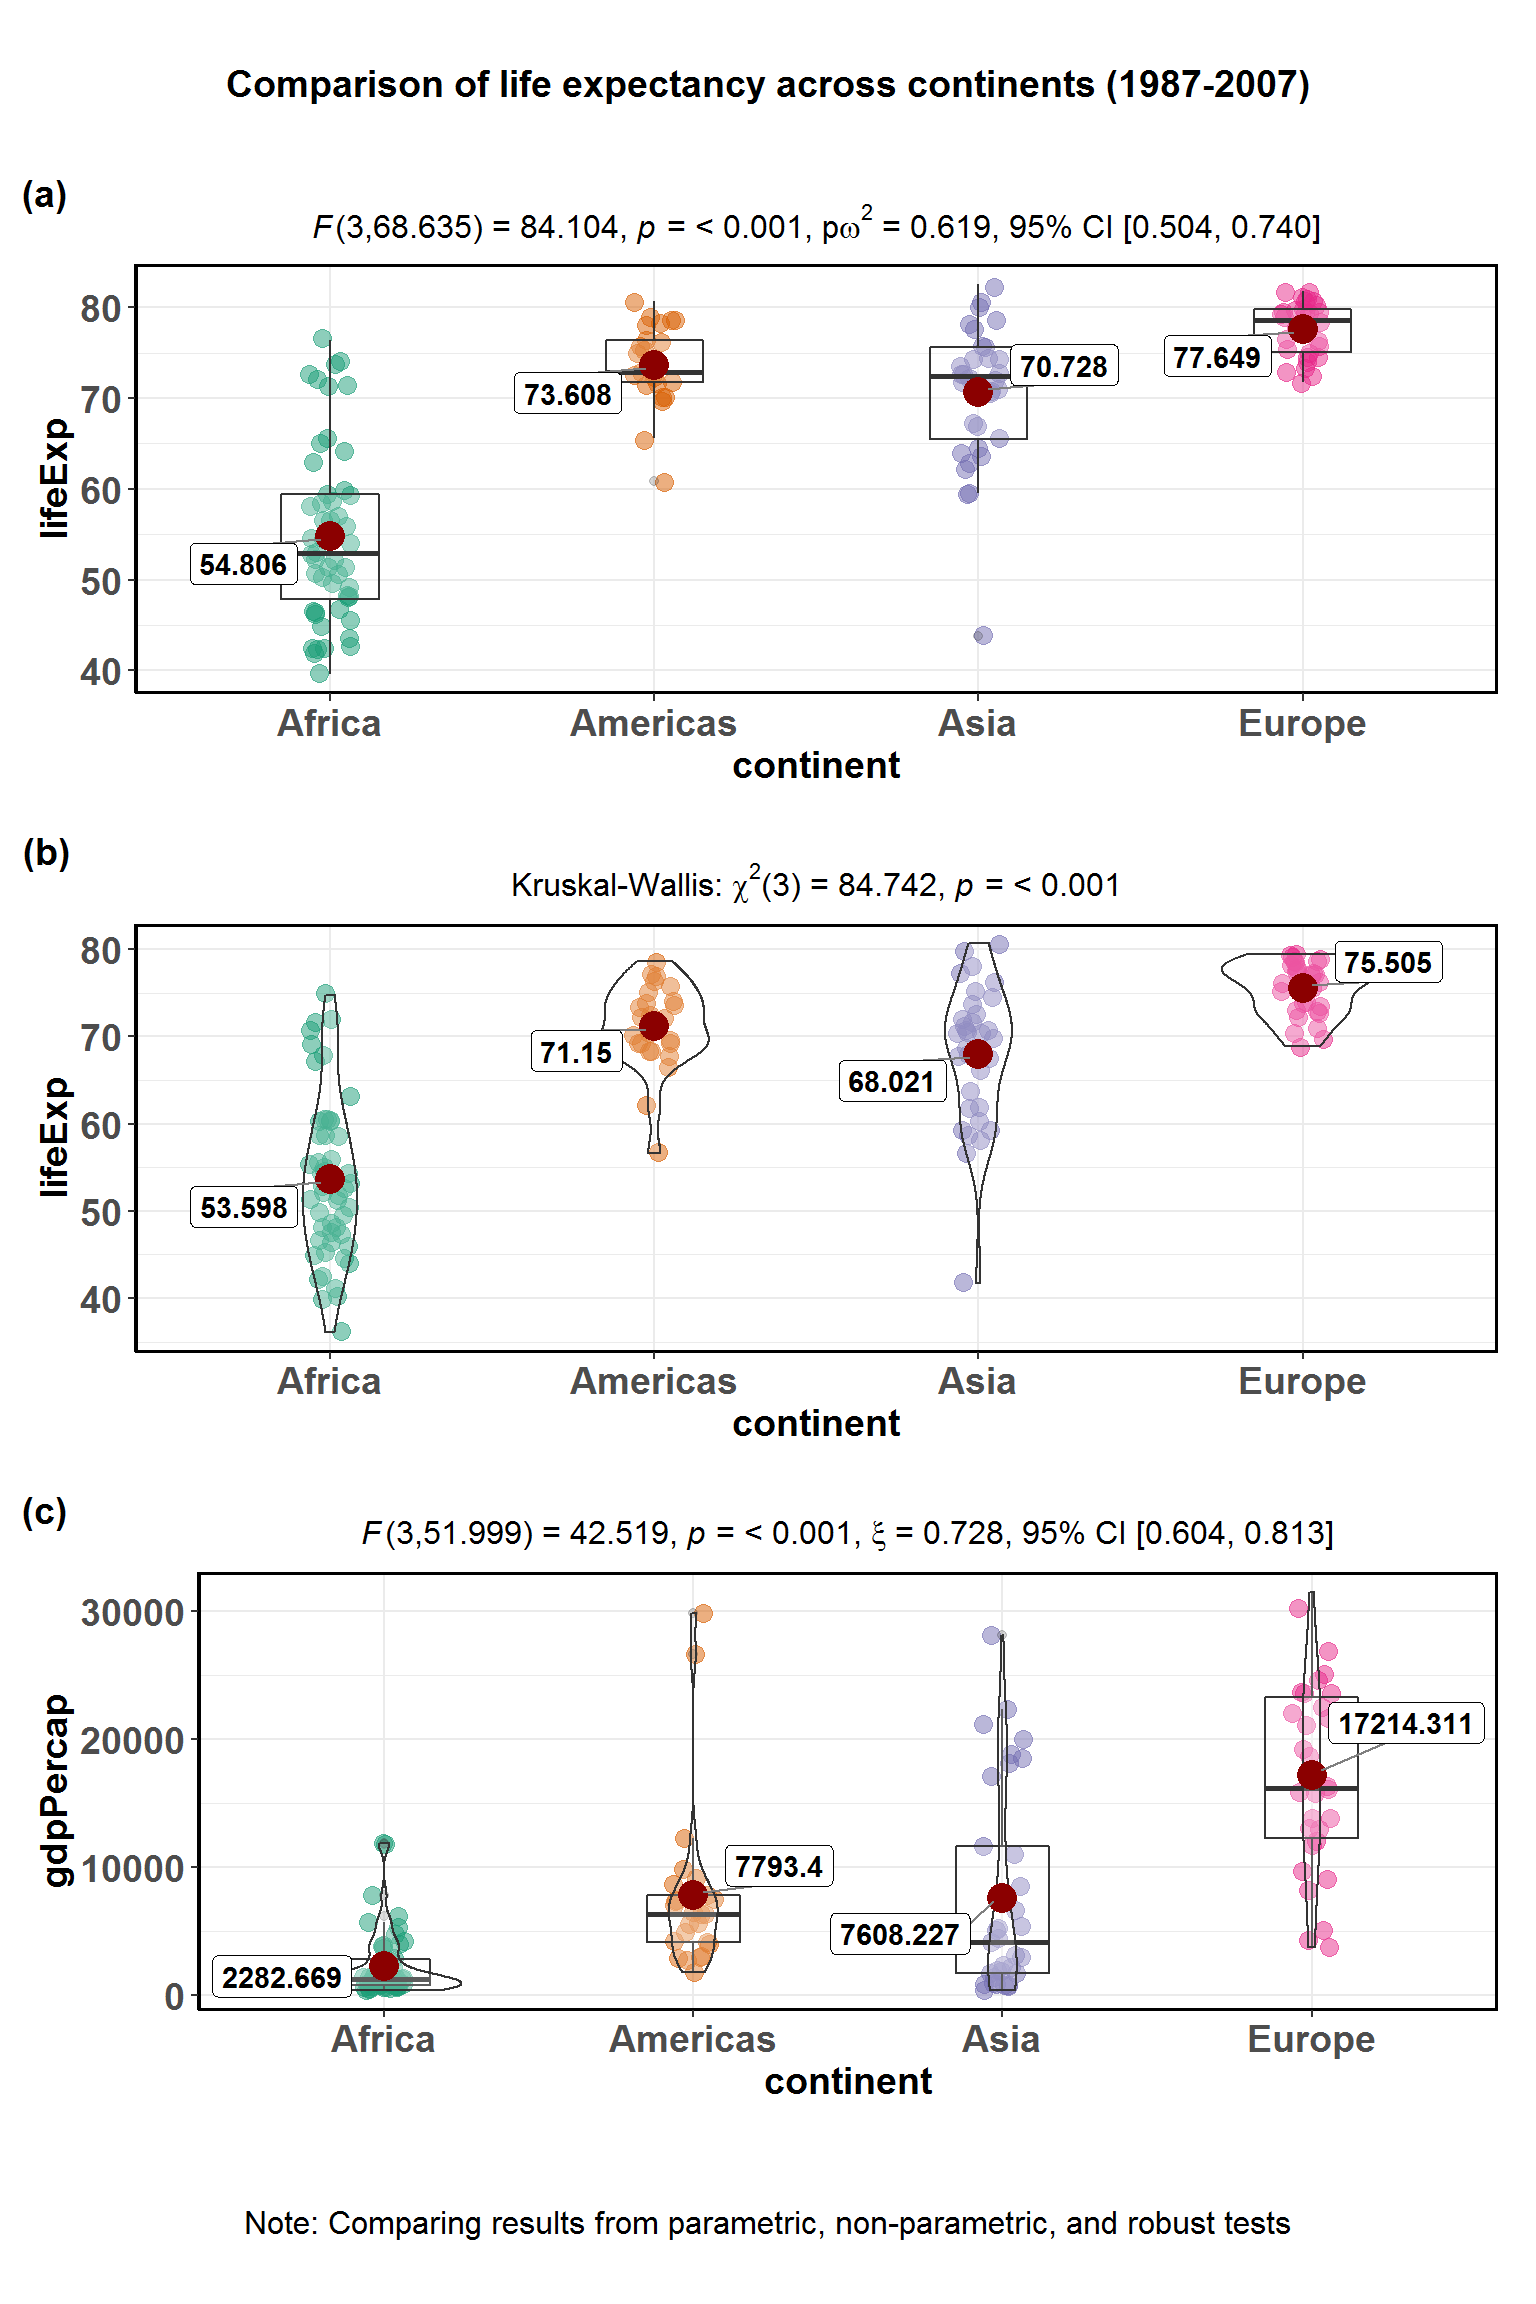 Comparison of life expectancy across continents (1987-2007)
(a)
F(3,68.635) = 84.104, p = < 0.001, pω² = 0.619, 95% CI [0.504, 0.740]
lifeExp
80
70
60
50
40
54.806
73.608
70.728
77.649
Africa Americas Asia Europe
continent
(b)
Kruskal-Wallis: χ²(3) = 84.742, p = < 0.001
lifeExp
80
70
60
50
40
53.598
71.15
68.021
75.505
Africa Americas Asia Europe
continent
(c)
F(3,51.999) = 42.519, p = < 0.001, ξ = 0.728, 95% CI [0.604, 0.813]
gdpPercap
30000
20000
10000
0
2282.669
7793.4
7608.227
17214.311
Africa Americas Asia Europe
continent
Note: Comparing results from parametric, non-parametric, and robust tests